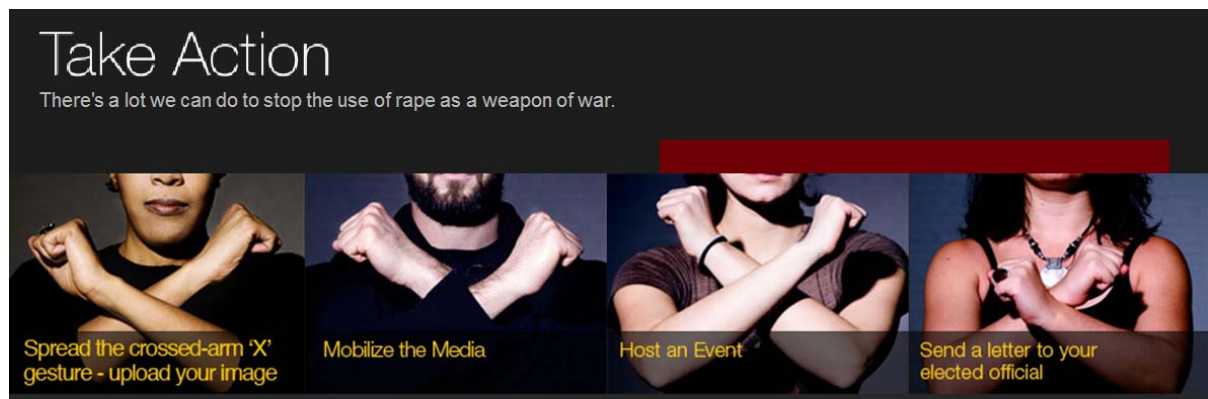 Take Action
There's a lot we can do to stop the use of rape as a weapon of war.
Spread the crossed-arm ‘X’
gesture - upload your image
Mobilize the Media
Host an Event
Send a letter to your
elected official